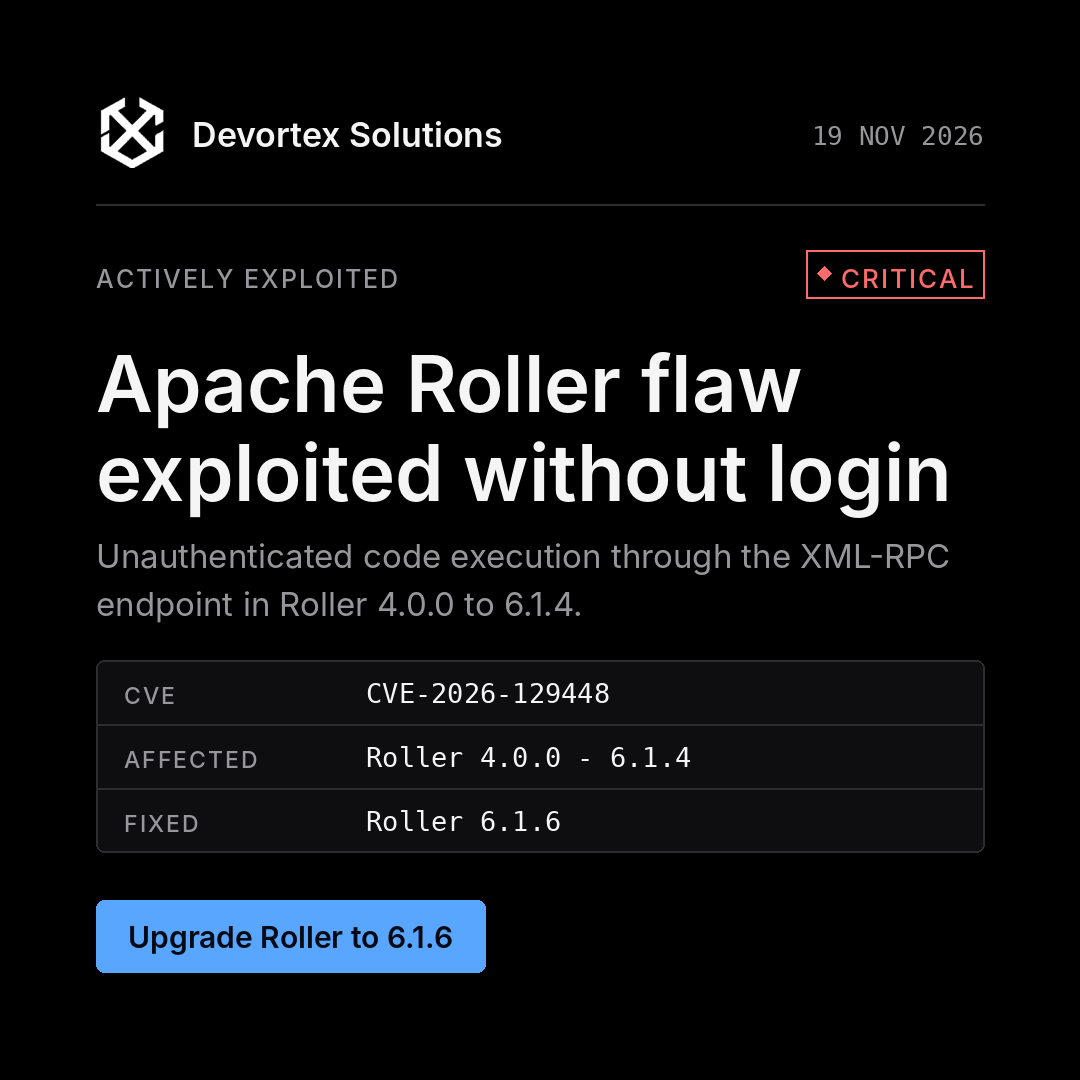 Devortex Solutions
19 NOV 2026
ACTIVELY EXPLOITED
CRITICAL
Apache Roller flaw
exploited without login
Unauthenticated code execution through the XML-RPC
endpoint in Roller 4.0.0 to 6.1.4.
CVE CVE-2026-129448
AFFECTED Roller 4.0.0 - 6.1.4
FIXED Roller 6.1.6
Upgrade Roller to 6.1.6